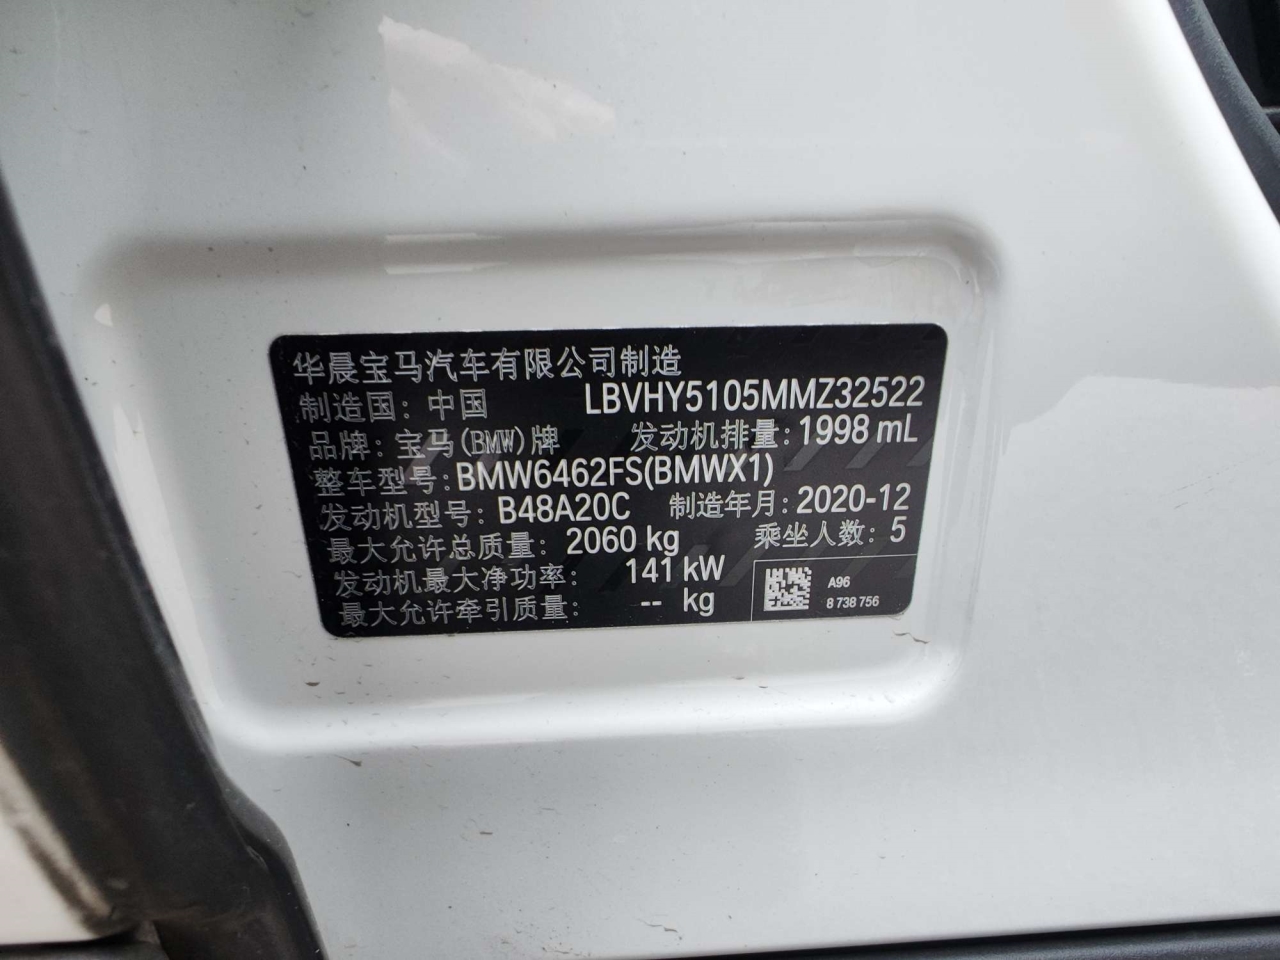 华晨宝马汽车有限公司制造
制造国: 中国 LBVHY5105MMZ32522
品牌: 宝马(BMW)牌 发动机排量: 1998 mL
整车型号: BMW6462FS(BMWX1)
发动机型号: B48A20C 制造年月: 2020-12
最大允许总质量: 2060 kg 乘坐人数: 5
发动机最大净功率: 141 kW
最大允许牵引质量: -- kg
A96
8 738 756